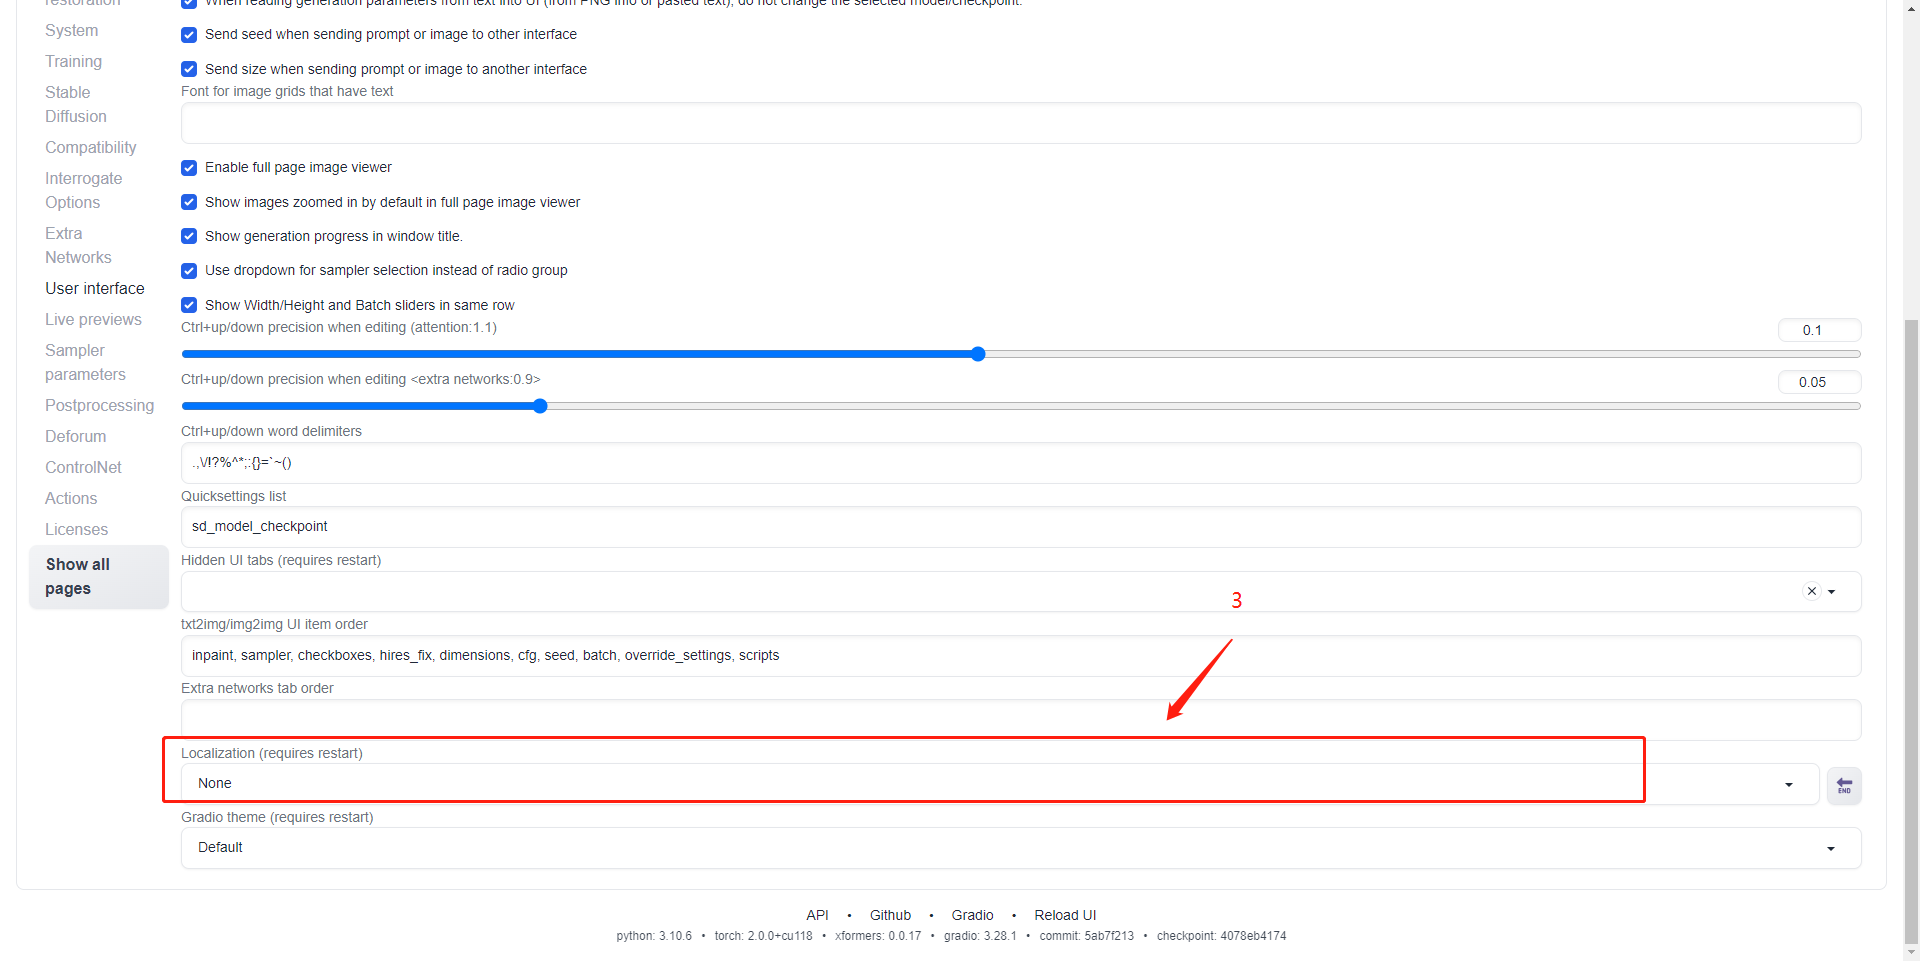 restoration
System
Training
Stable
Diffusion
Compatibility
Interrogate
Options
Extra
Networks
User interface
Live previews
Sampler
parameters
Postprocessing
Deforum
ControlNet
Actions
Licenses
Show all
pages
When reading generation parameters from text into UI (from PNG info or pasted text), do not change the selected model/checkpoint.
Send seed when sending prompt or image to other interface
Send size when sending prompt or image to another interface
Font for image grids that have text
Enable full page image viewer
Show images zoomed in by default in full page image viewer
Show generation progress in window title.
Use dropdown for sampler selection instead of radio group
Show Width/Height and Batch sliders in same row
Ctrl+up/down precision when editing (attention:1.1)
0.1
Ctrl+up/down precision when editing <extra networks:0.9>
0.05
Ctrl+up/down word delimiters
.,\/!?%^*;:{}=`~()
Quicksettings list
sd_model_checkpoint
Hidden UI tabs (requires restart)
3
txt2img/img2img UI item order
inpaint, sampler, checkboxes, hires_fix, dimensions, cfg, seed, batch, override_settings, scripts
Extra networks tab order
Localization (requires restart)
None
END
Gradio theme (requires restart)
Default
API • Github • Gradio • Reload UI
python: 3.10.6 • torch: 2.0.0+cu118 • xformers: 0.0.17 • gradio: 3.28.1 • commit: 5ab7f213 • checkpoint: 4078eb4174